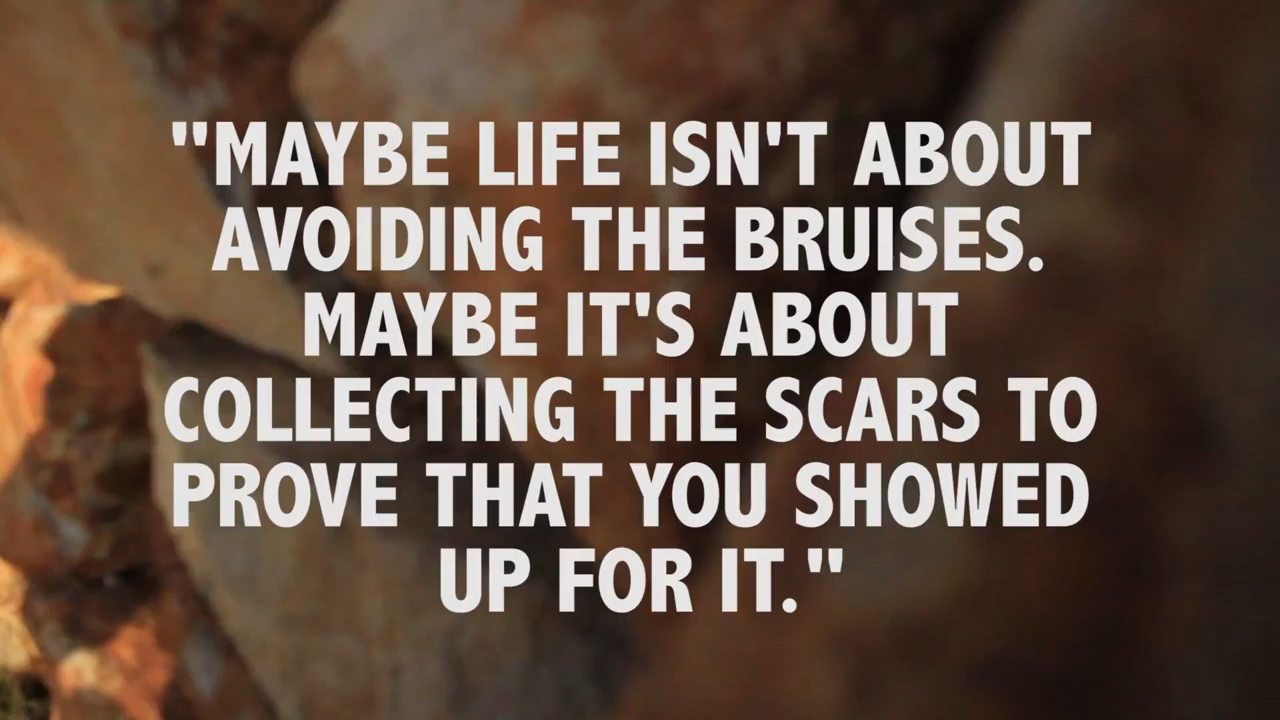 "MAYBE LIFE ISN'T ABOUT
AVOIDING THE BRUISES.
MAYBE IT'S ABOUT
COLLECTING THE SCARS TO
PROVE THAT YOU SHOWED
UP FOR IT."